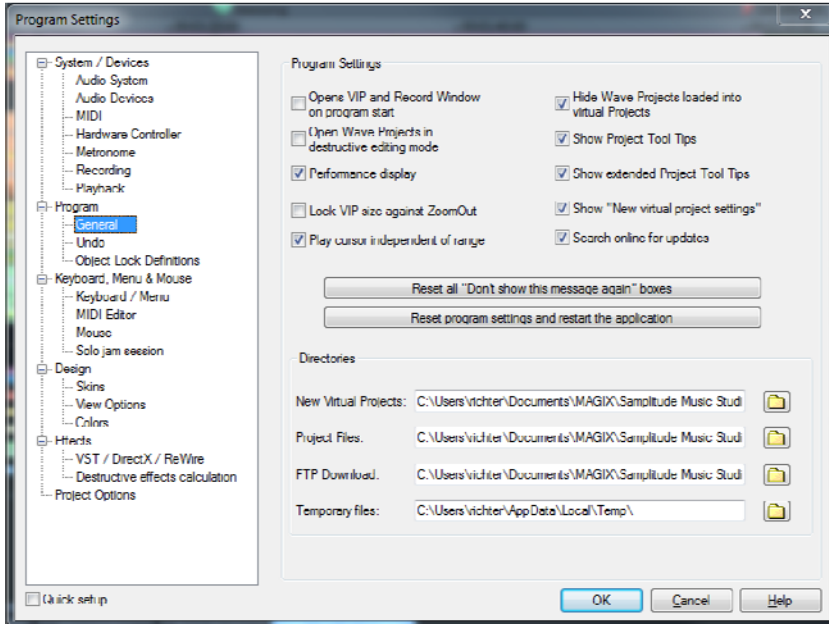 Program Settings
System / Devices
Audio System
Audio Devices
MIDI
Hardware Controller
Metronome
Recording
Playback
Program
General
Undo
Object Lock Definitions
Keyboard, Menu & Mouse
Keyboard / Menu
MIDI Editor
Mouse
Solo jam session
Design
Skins
View Options
Colors
Effects
VST / DirectX / ReWire
Destructive effects calculation
Project Options
Quick setup
Program Settings
Opens VIP and Record Window
on program start
Open Wave Projects in
destructive editing mode
Performance display
Lock VIP size against ZoomOut
Play cursor independent of range
Hide Wave Projects loaded into
virtual Projects
Show Project Tool Tips
Show extended Project Tool Tips
Show "New virtual project settings"
Search online for updates
Reset all "Don't show this message again" boxes
Reset program settings and restart the application
Directories
New Virtual Projects: C:\Users\richter\Documents\MAGIX\Samplitude Music Studi
Project Files: C:\Users\richter\Documents\MAGIX\Samplitude Music Studi
FTP Download: C:\Users\richter\Documents\MAGIX\Samplitude Music Studi
Temporary files: C:\Users\richter\AppData\Local\Temp\
OK Cancel Help